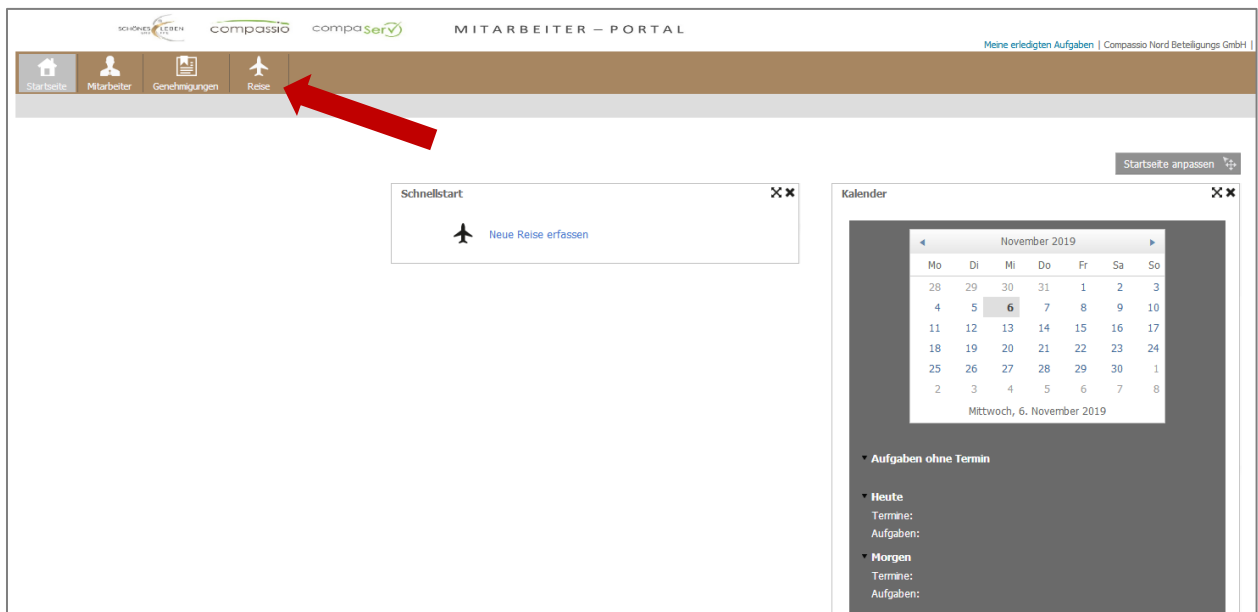 SCHÖNES LEBEN compassio compaServ MITARBEITER – PORTAL
Meine erledigten Aufgaben | Compassio Nord Beteiligungs GmbH |
Startseite Mitarbeiter Genehmigungen Reise
Startseite anpassen
Schnellstart
Neue Reise erfassen
Kalender
November 2019
Mo Di Mi Do Fr Sa So
28 29 30 31 1 2 3
4 5 6 7 8 9 10
11 12 13 14 15 16 17
18 19 20 21 22 23 24
25 26 27 28 29 30 1
2 3 4 5 6 7 8
Mittwoch, 6. November 2019
Aufgaben ohne Termin
Heute
Termine:
Aufgaben:
Morgen
Termine:
Aufgaben: